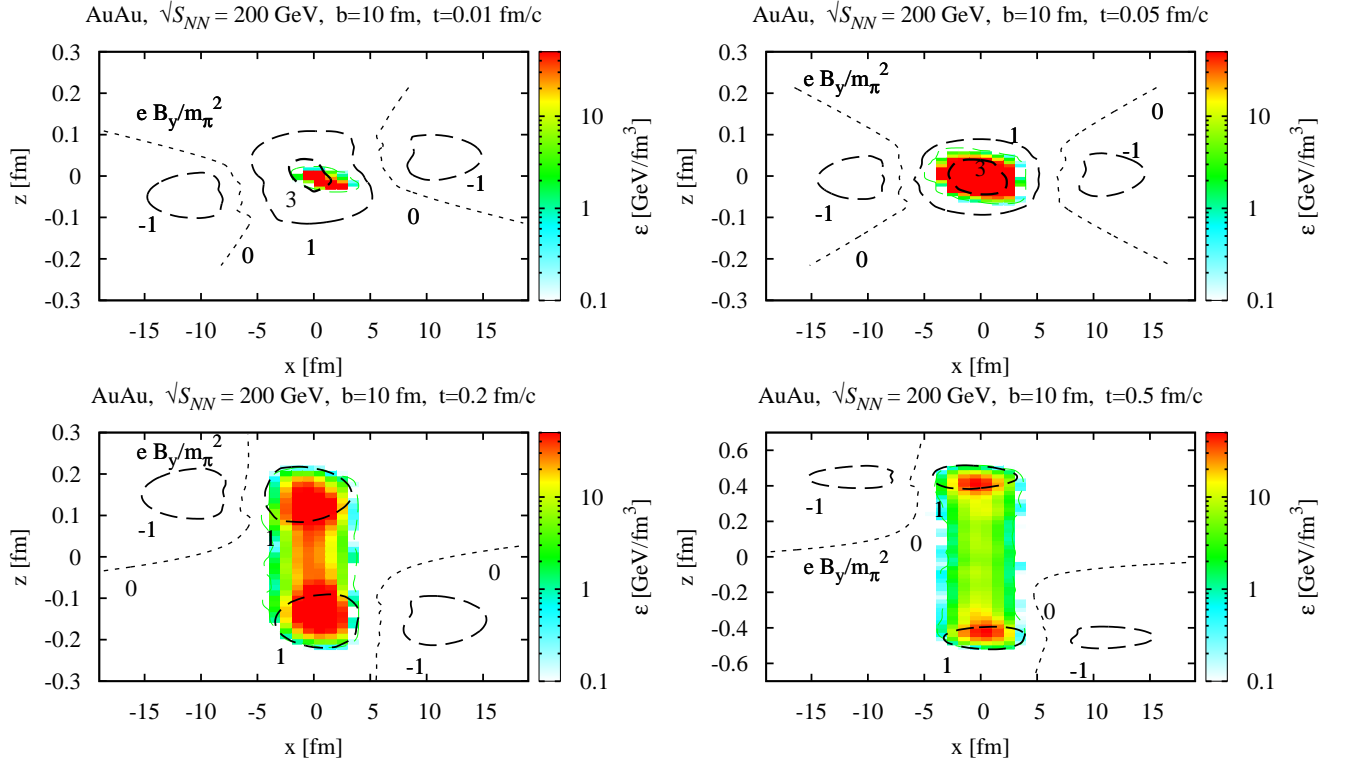 AuAu, √S_NN = 200 GeV, b=10 fm, t=0.01 fm/c
0.3
0.2
0.1
0
-0.1
-0.2
-0.3
z [fm]
e B_y/m_π^2
-1
0
3
1
0
-1
-15 -10 -5 0 5 10 15
x [fm]
10
1
0.1
ε [GeV/fm^3]
AuAu, √S_NN = 200 GeV, b=10 fm, t=0.05 fm/c
0.3
0.2
0.1
0
-0.1
-0.2
-0.3
z [fm]
e B_y/m_π^2
1
0
-1
3
-1
0
-15 -10 -5 0 5 10 15
x [fm]
10
1
0.1
ε [GeV/fm^3]
AuAu, √S_NN = 200 GeV, b=10 fm, t=0.2 fm/c
0.3
0.2
0.1
0
-0.1
-0.2
-0.3
z [fm]
e B_y/m_π^2
-1
1
0
0
1
-1
-15 -10 -5 0 5 10 15
x [fm]
10
1
0.1
ε [GeV/fm^3]
AuAu, √S_NN = 200 GeV, b=10 fm, t=0.5 fm/c
0.6
0.4
0.2
0
-0.2
-0.4
-0.6
z [fm]
-1
1
0
e B_y/m_π^2
0
1
-1
-15 -10 -5 0 5 10 15
x [fm]
10
1
0.1
ε [GeV/fm^3]